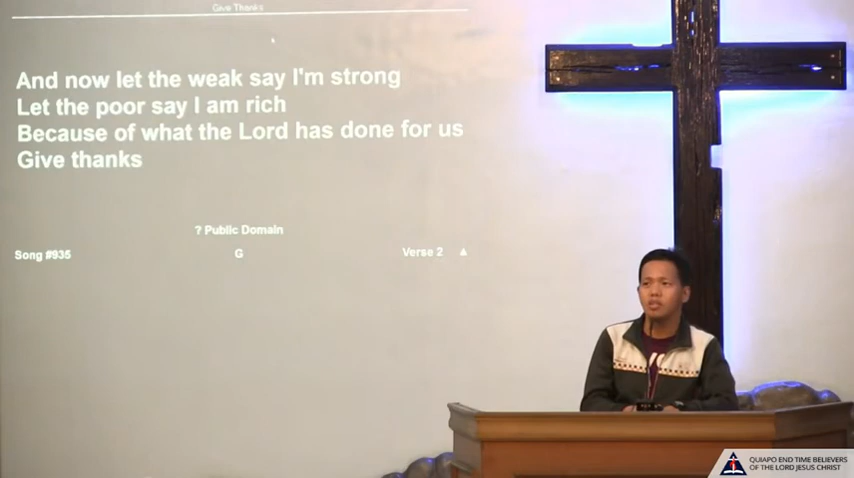 Give Thanks
And now let the weak say I'm strong
Let the poor say I am rich
Because of what the Lord has done for us
Give thanks
? Public Domain
Song #935 G Verse 2 ▲
QUIAPO END TIME BELIEVERS
OF THE LORD JESUS CHRIST